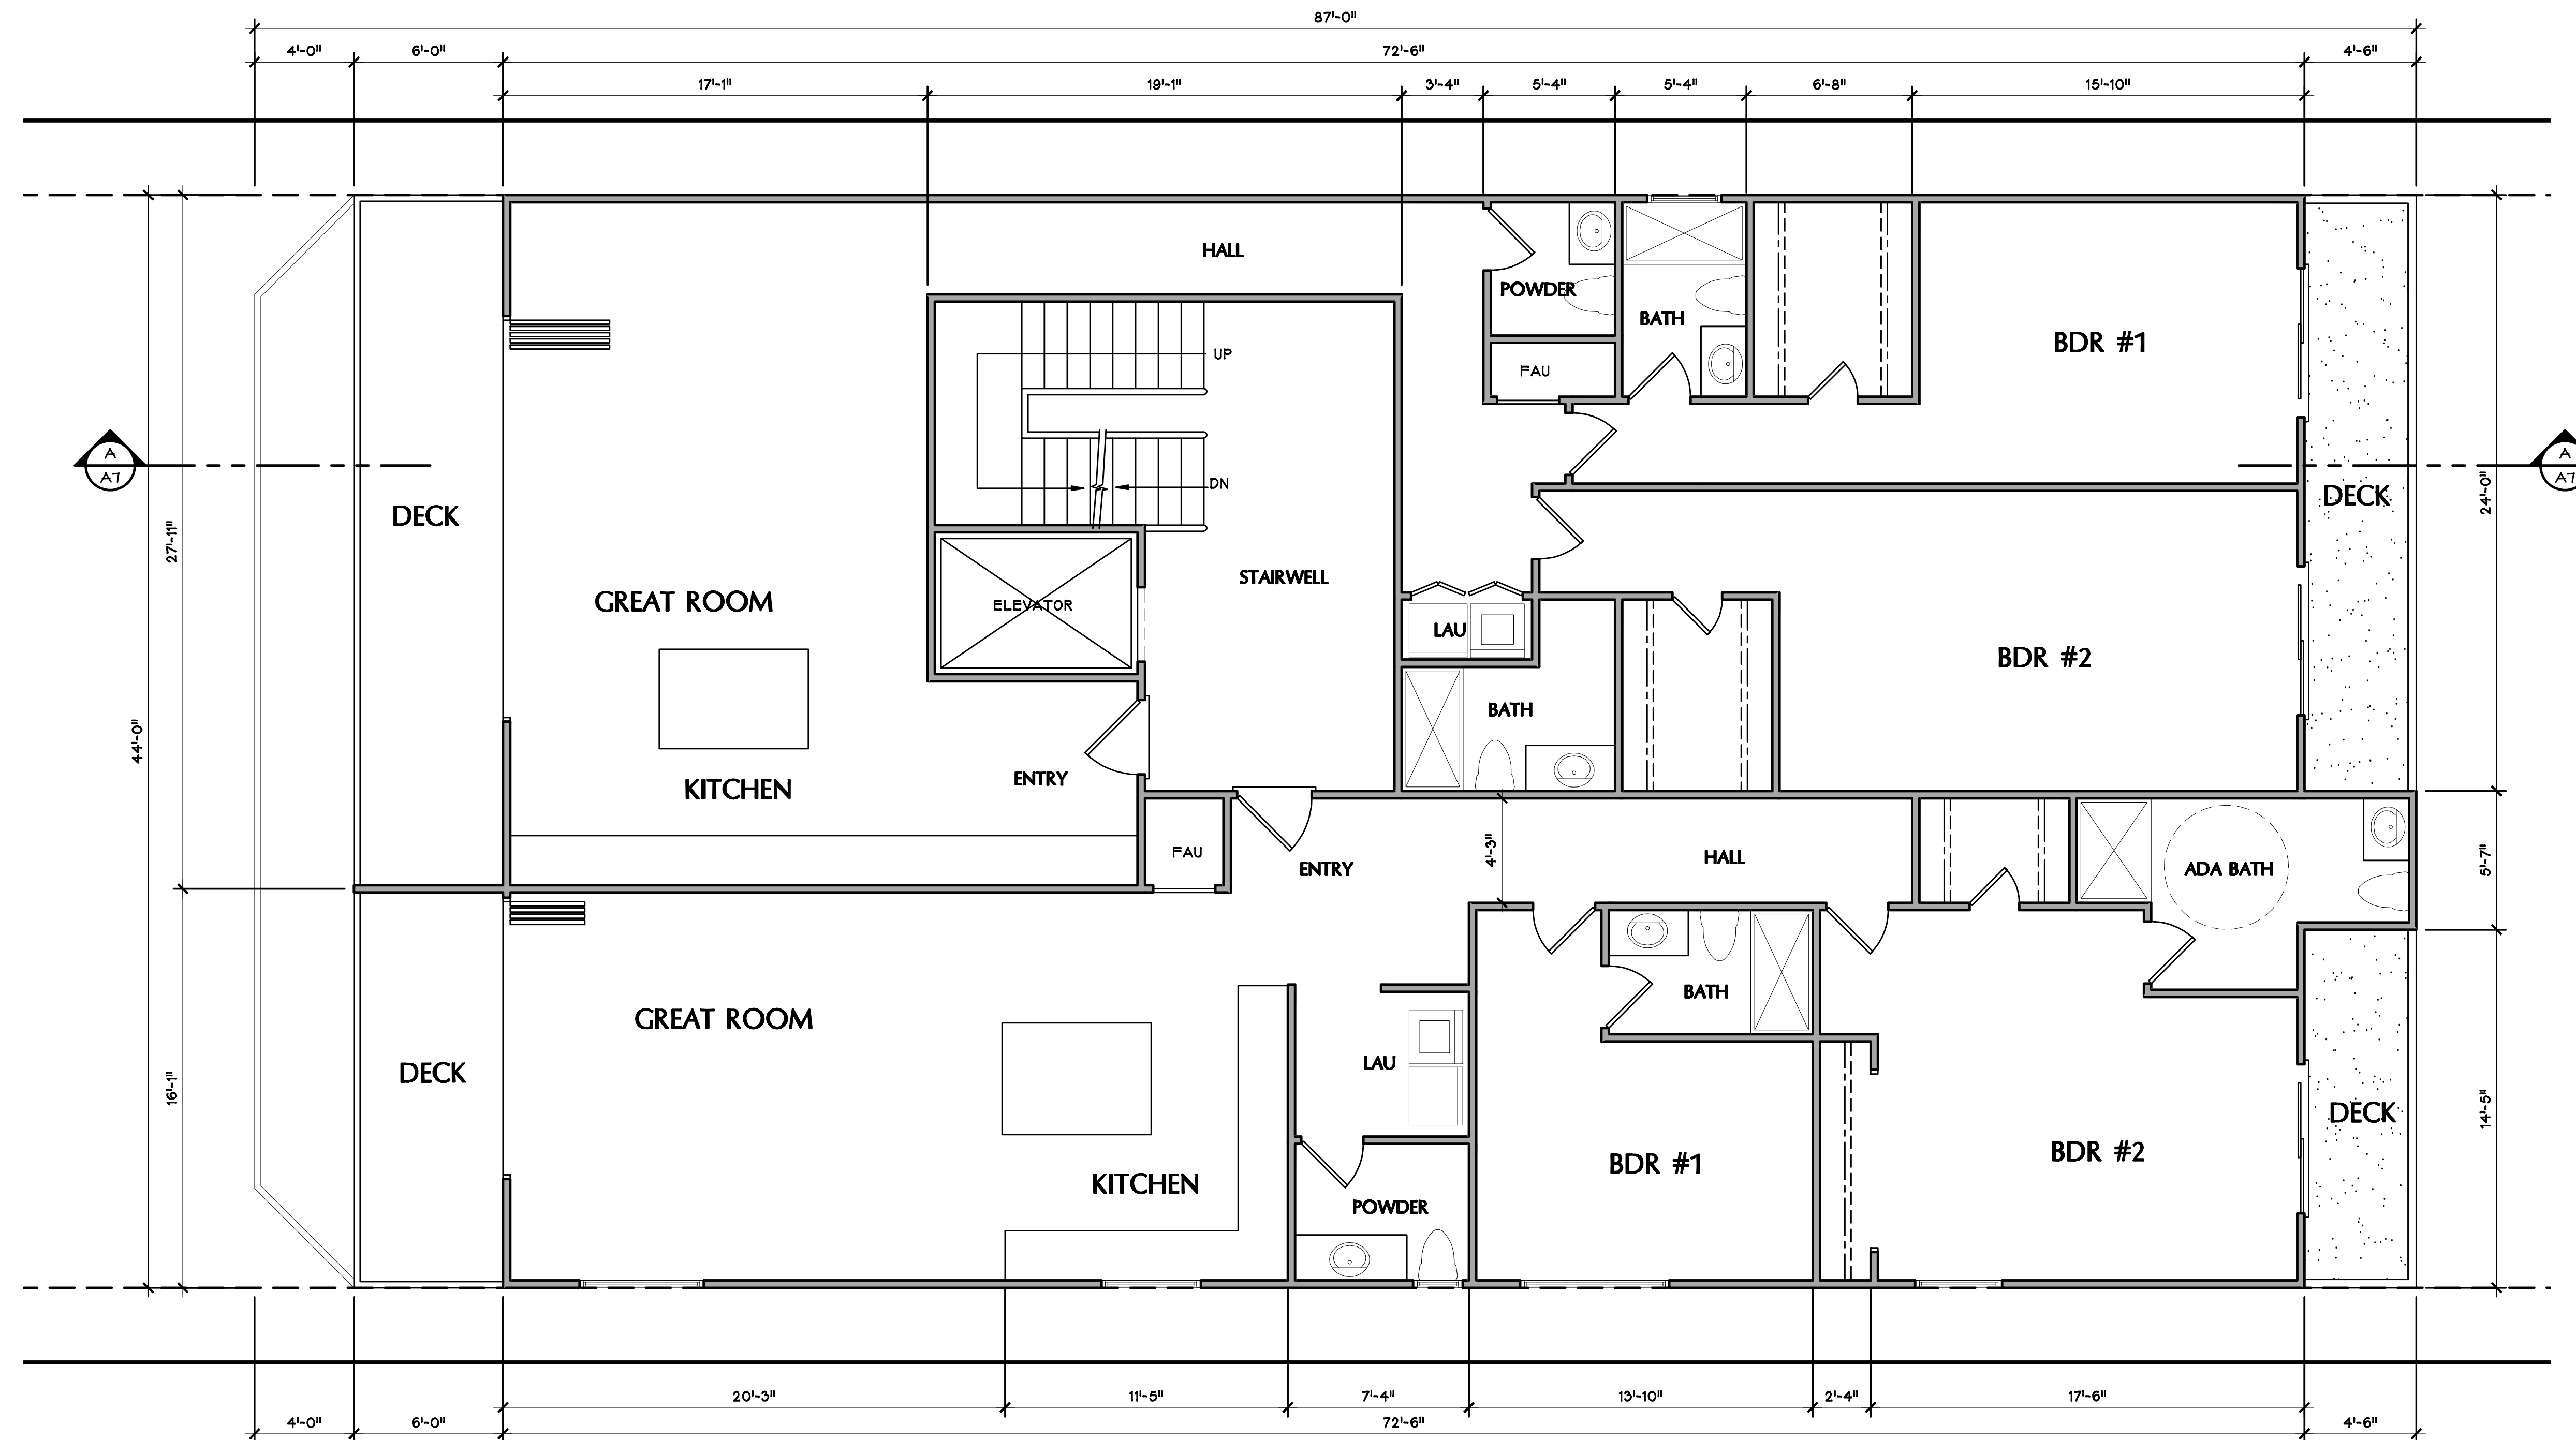 87'-0"
4'-0" 6'-0" 72'-6" 4'-6"
17'-1" 19'-1" 3'-4" 5'-4" 5'-4" 6'-8" 15'-10"
HALL
POWDER
BATH
BDR #1
UP
FAU
A
A7
A
A7
DN
DECK
DECK
24'-0"
27'-11"
STAIRWELL
GREAT ROOM
ELEVATOR
LAU
BDR #2
BATH
44'-0"
ENTRY
KITCHEN
FAU
4'-3"
HALL
5'-7"
ENTRY
ADA BATH
BATH
GREAT ROOM
LAU
DECK
16'-1"
DECK
14'-5"
BDR #2
BDR #1
KITCHEN
POWDER
20'-3" 11'-5" 7'-4" 13'-10" 2'-4" 17'-6"
4'-0" 6'-0" 72'-6" 4'-6"